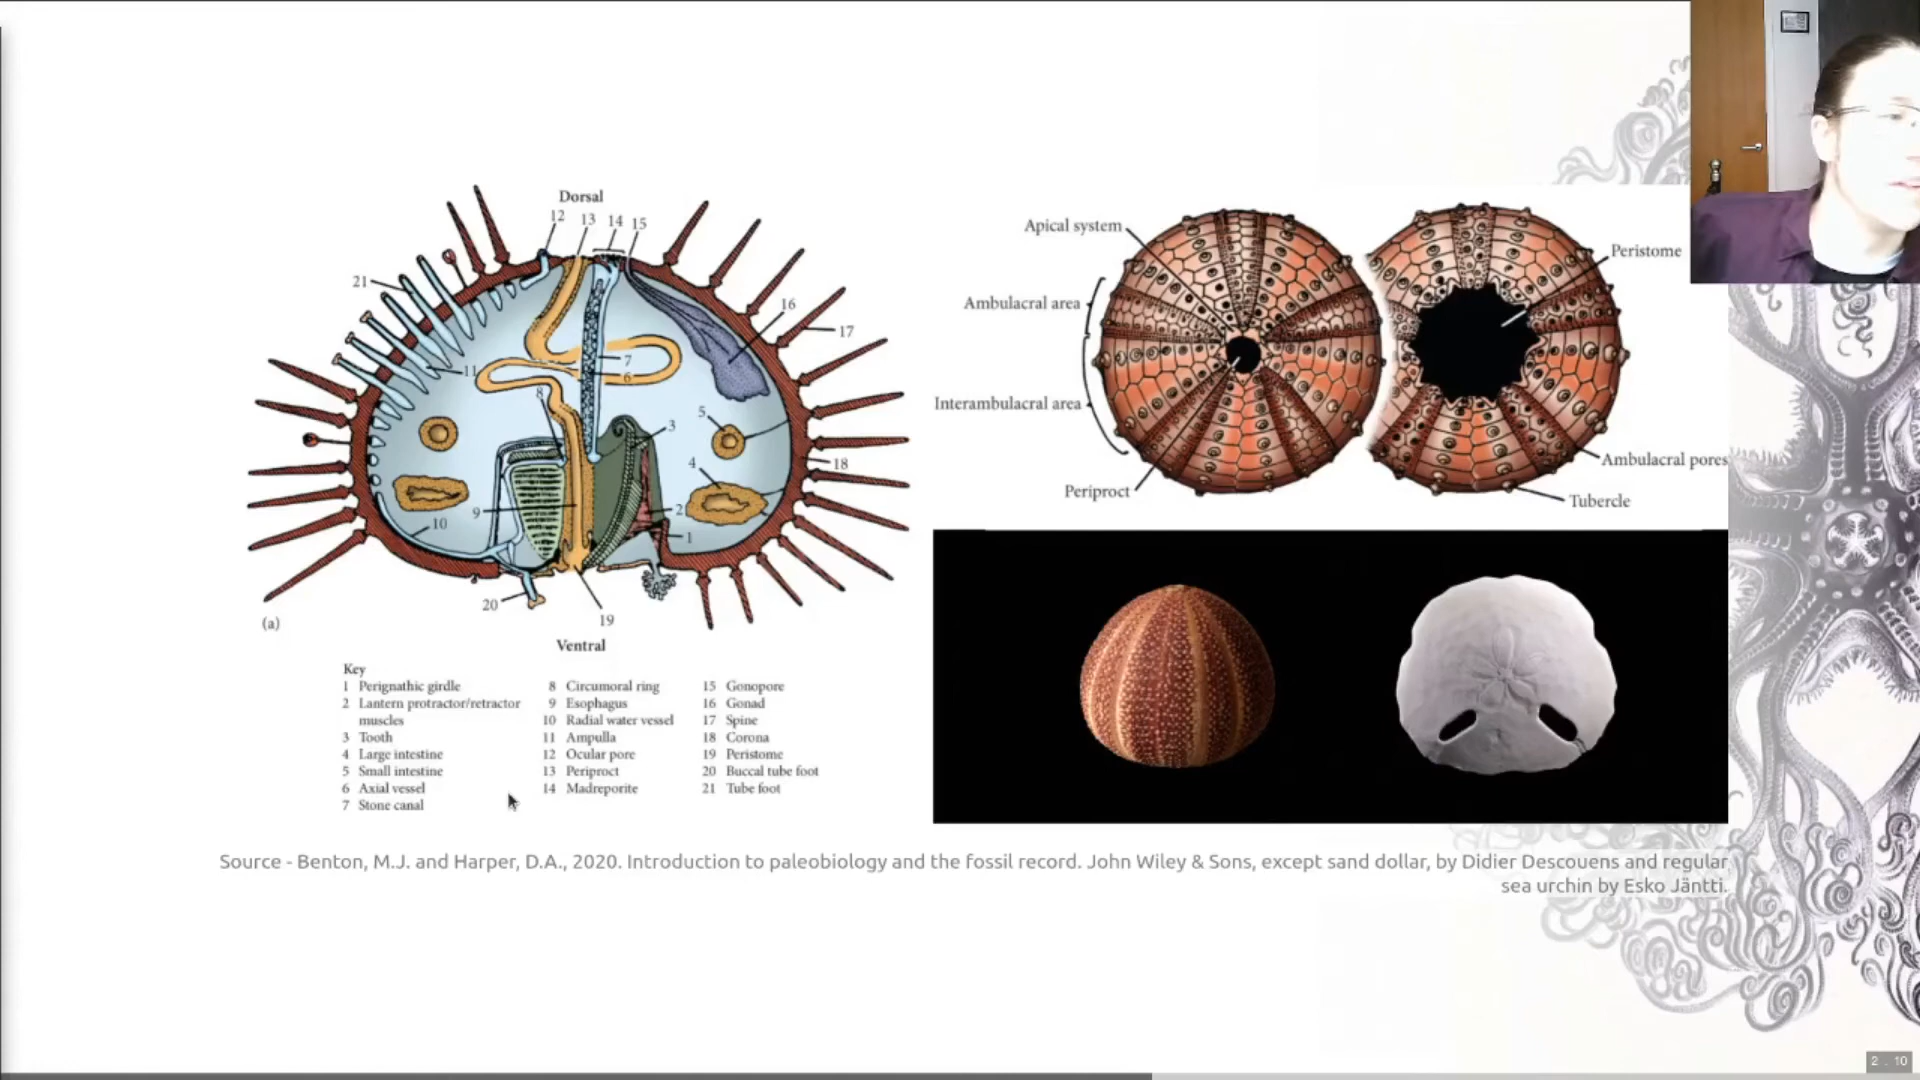 Dorsal
12 13 14 15
21
16
17
11
7
6
8
5
3
4
18
9
2
10
1
20
19
(a)
Ventral
Key
1 Perignathic girdle
2 Lantern protractor/retractor
muscles
3 Tooth
4 Large intestine
5 Small intestine
6 Axial vessel
7 Stone canal
8 Circumoral ring
9 Esophagus
10 Radial water vessel
11 Ampulla
12 Ocular pore
13 Periproct
14 Madreporite
15 Gonopore
16 Gonad
17 Spine
18 Corona
19 Peristome
20 Buccal tube foot
21 Tube foot
Apical system
Ambulacral area
Interambulacral area
Periproct
Peristome
Ambulacral pores
Tubercle
Source - Benton, M.J. and Harper, D.A., 2020. Introduction to paleobiology and the fossil record. John Wiley & Sons, except sand dollar, by Didier Descouens and regular
sea urchin by Esko Jäntti.
2 . 10